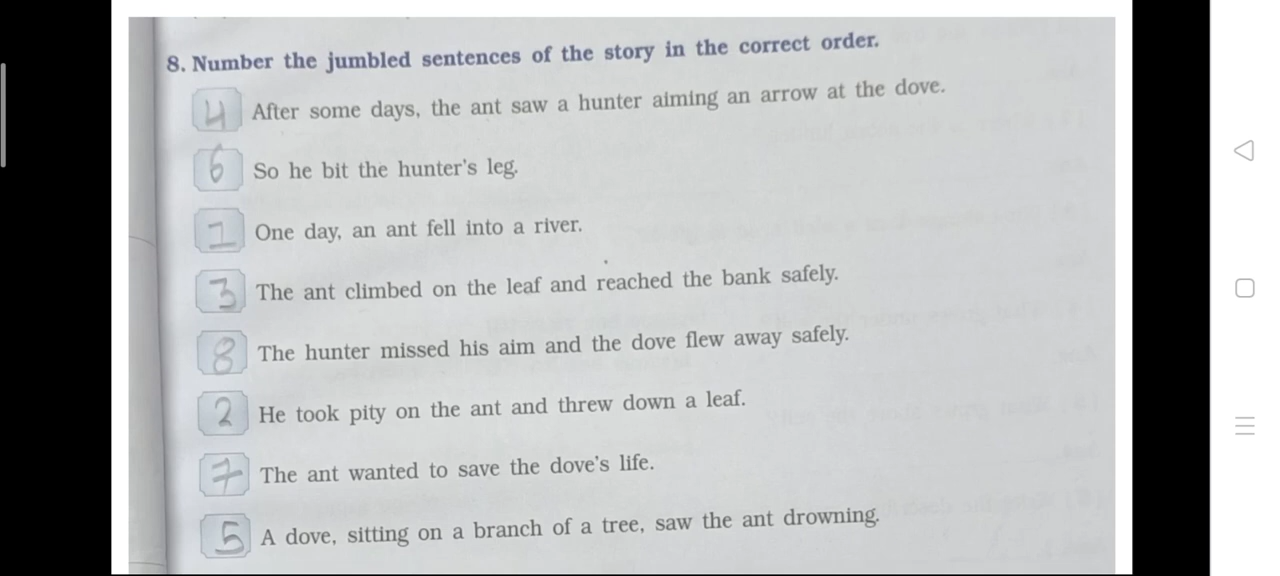 8. Number the jumbled sentences of the story in the correct order.
4 After some days, the ant saw a hunter aiming an arrow at the dove.
6 So he bit the hunter's leg.
1 One day, an ant fell into a river.
3 The ant climbed on the leaf and reached the bank safely.
8 The hunter missed his aim and the dove flew away safely.
2 He took pity on the ant and threw down a leaf.
7 The ant wanted to save the dove's life.
5 A dove, sitting on a branch of a tree, saw the ant drowning.